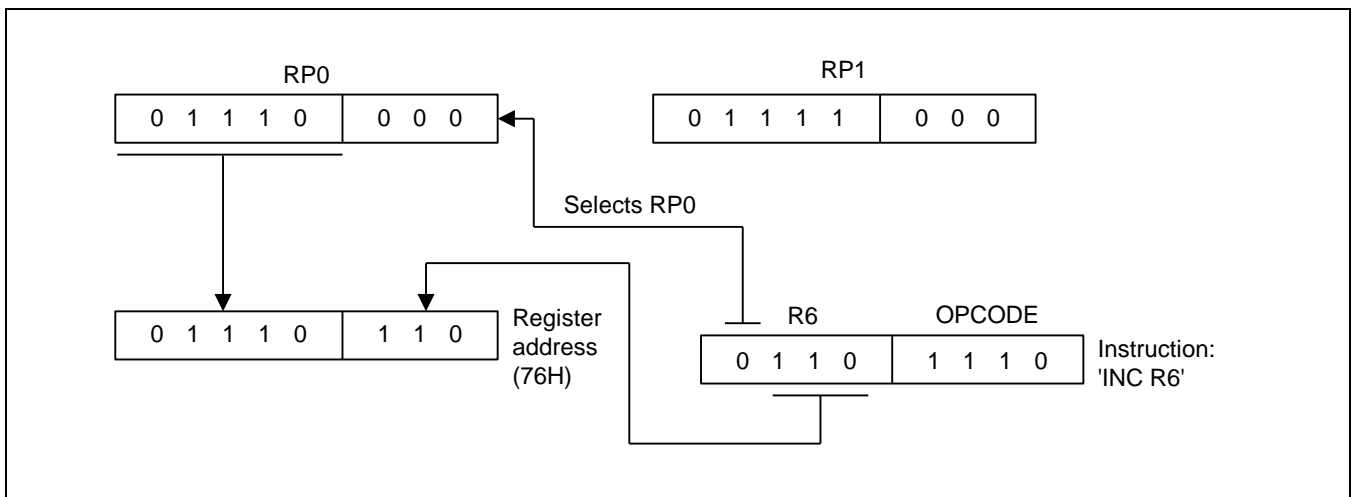 RP0
RP1
0 1 1 1 0 0 0 0
0 1 1 1 1 0 0 0
Selects RP0
0 1 1 1 0 1 1 0
Register
address
(76H)
R6
OPCODE
0 1 1 0 1 1 1 0
Instruction:
'INC R6'